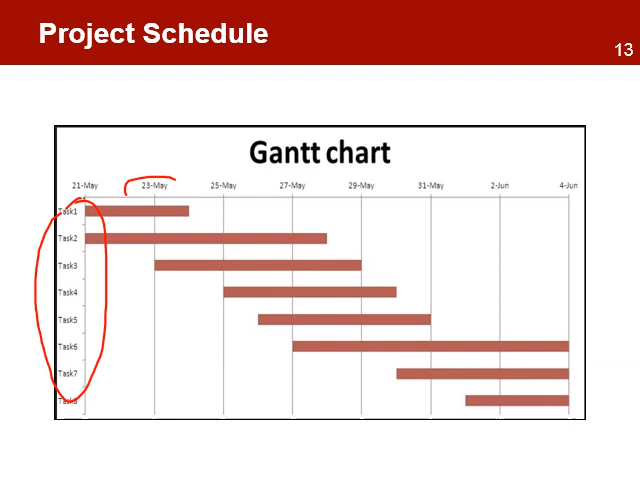 Project Schedule
13
Gantt chart
21-May 23-May 25-May 27-May 29-May 31-May 2-Jun 4-Jun
Task1
Task2
Task3
Task4
Task5
Task6
Task7